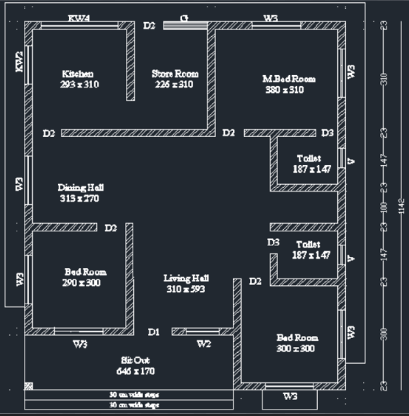 KW4
D2
G
W3
KW2
Kitchen
293 x 310
Store Room
226 x 310
M.Bed Room
380 x 310
W3
23
310
D2
D2
D3
23
Toilet
187 x 147
V
147
W3
Dining Hall
313 x 270
23
100
1142
D2
23
D3
Toilet
187 x 147
V
147
W3
Bed Room
290 x 300
Living Hall
310 x 593
D2
23
W3
D1
W2
Bed Room
300 x 300
W3
300
Sit Out
646 x 170
30 cm wide steps
30 cm wide steps
W3
23